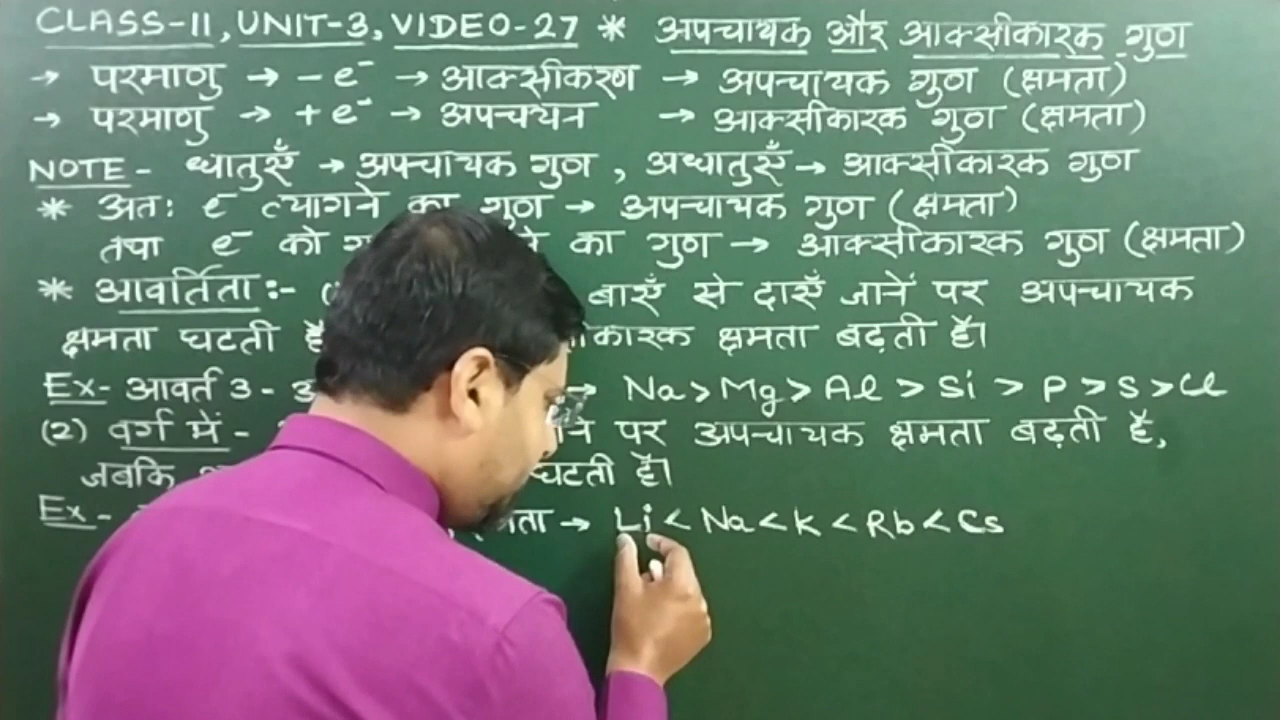 CLASS-11, UNIT-3, VIDEO-27 * अपचायक और आक्सीकारक गुण
→ परमाणु → - e⁻ → आक्सीकरण → अपचायक गुण (क्षमता)
→ परमाणु → + e⁻ → अपचयन → आक्सीकारक गुण (क्षमता)
NOTE - धातुएँ → अपचायक गुण , अधातुएँ → आक्सीकारक गुण
* अतः e⁻ त्यागने का गुण → अपचायक गुण (क्षमता)
तथा e⁻ को का गुण → आक्सीकारक गुण (क्षमता)
* आवर्तिता :- बाएँ से दाएँ जाने पर अपचायक
क्षमता घटती क्षमता बढ़ती है।
Ex- आवर्त 3 - → Na > Mg > Al > Si > P > S > Cl
(2) वर्ग में - पर अपचायक क्षमता बढ़ती है,
जबकि घटती है।
Ex - → Li < Na < K < Rb < Cs